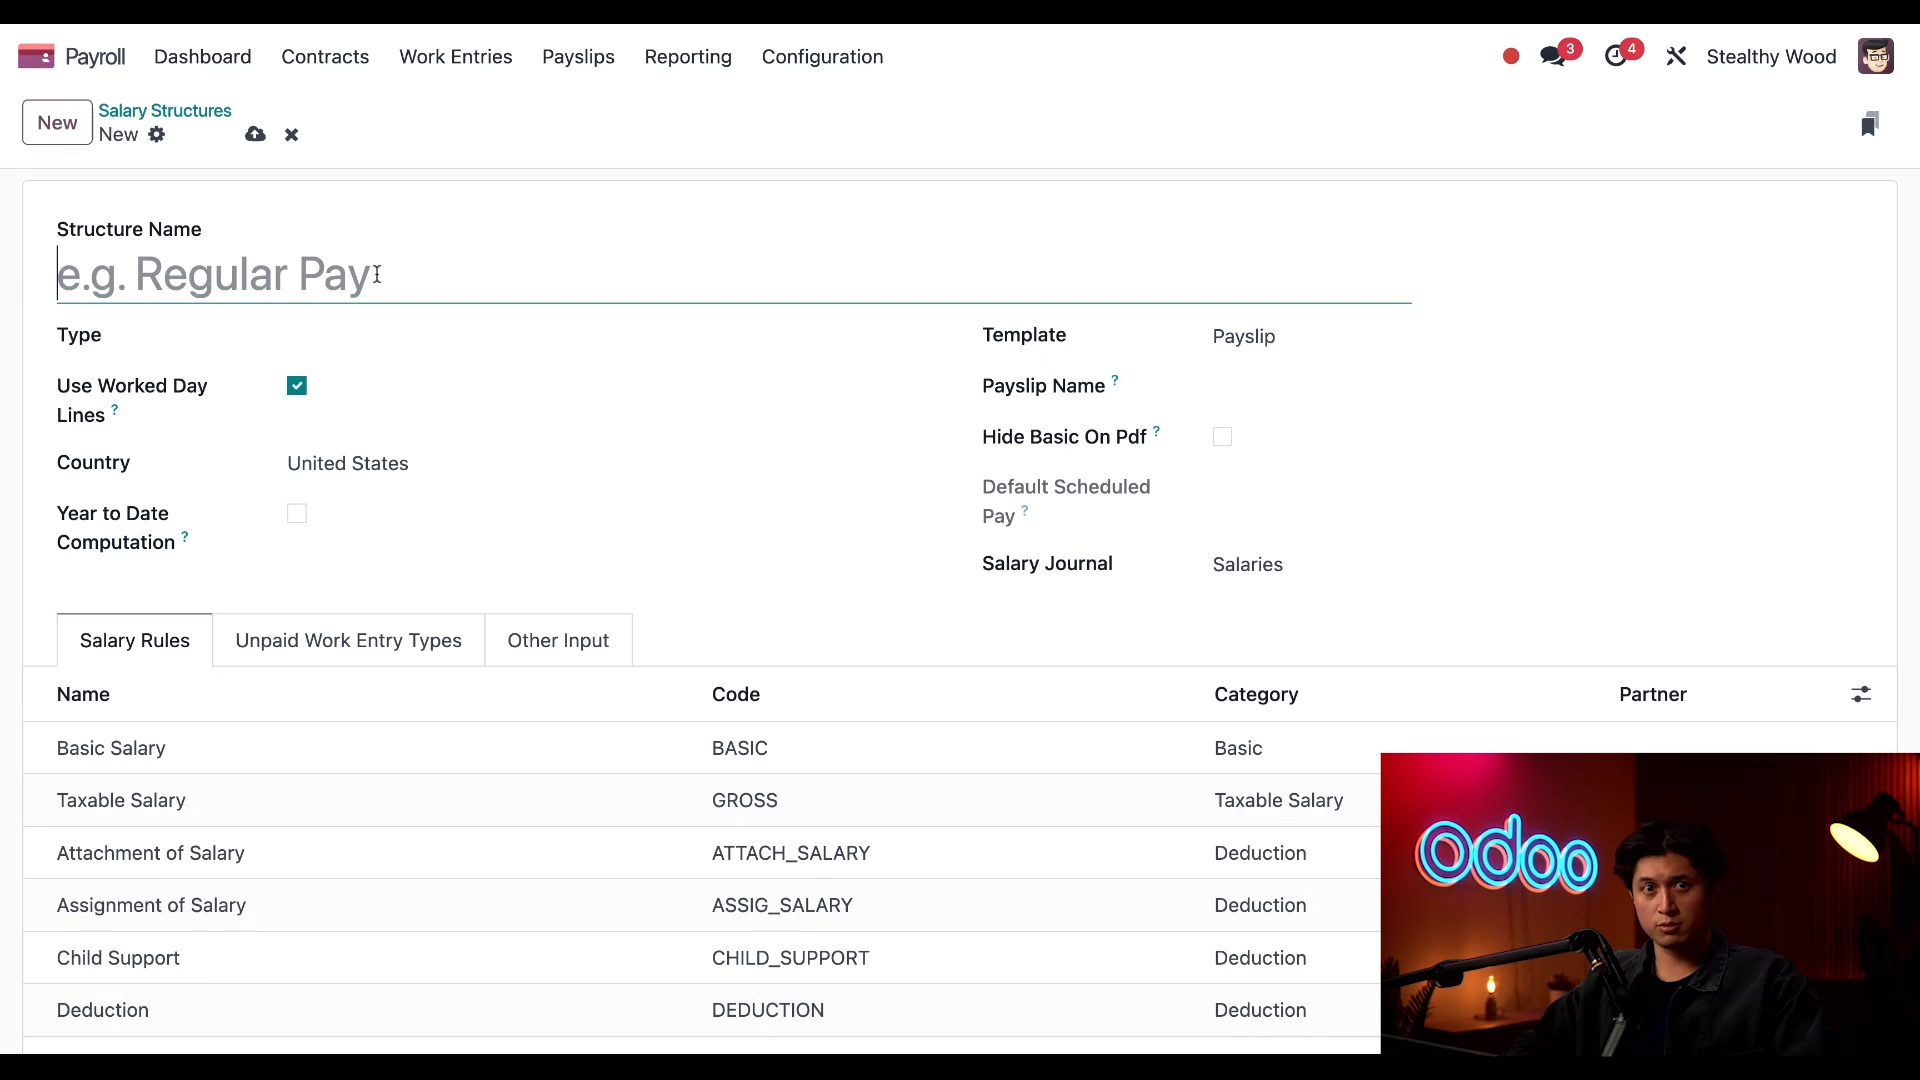 Payroll Dashboard Contracts Work Entries Payslips Reporting Configuration 3 4 Stealthy Wood
New Salary Structures
New
Structure Name
e.g. Regular Pay
Type
Template Payslip
Use Worked Day Lines ?
Payslip Name ?
Hide Basic On Pdf ?
Country United States
Default Scheduled Pay ?
Year to Date Computation ?
Salary Journal Salaries
Salary Rules Unpaid Work Entry Types Other Input
Name Code Category Partner
Basic Salary BASIC Basic
Taxable Salary GROSS Taxable Salary
Attachment of Salary ATTACH_SALARY Deduction
Assignment of Salary ASSIG_SALARY Deduction
Child Support CHILD_SUPPORT Deduction
Deduction DEDUCTION Deduction
odoo